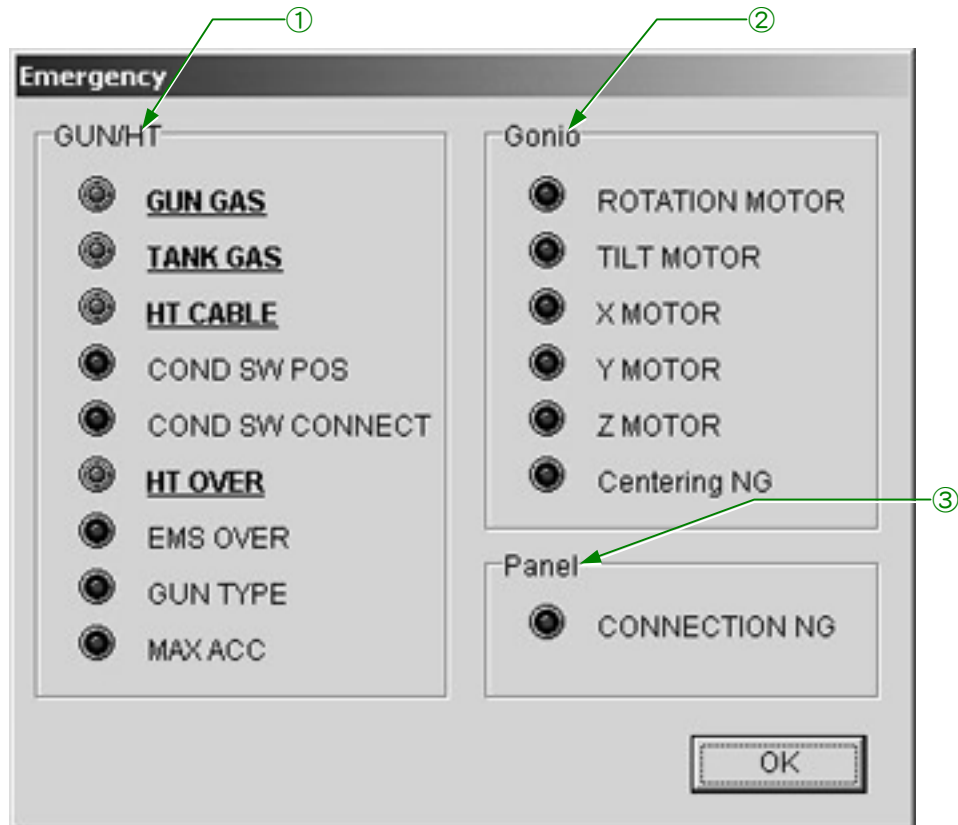 ①
②
Emergency
GUN/HT
GUN GAS
TANK GAS
HT CABLE
COND SW POS
COND SW CONNECT
HT OVER
EMS OVER
GUN TYPE
MAX ACC
Gonio
ROTATION MOTOR
TILT MOTOR
X MOTOR
Y MOTOR
Z MOTOR
Centering NG
③
Panel
CONNECTION NG
OK